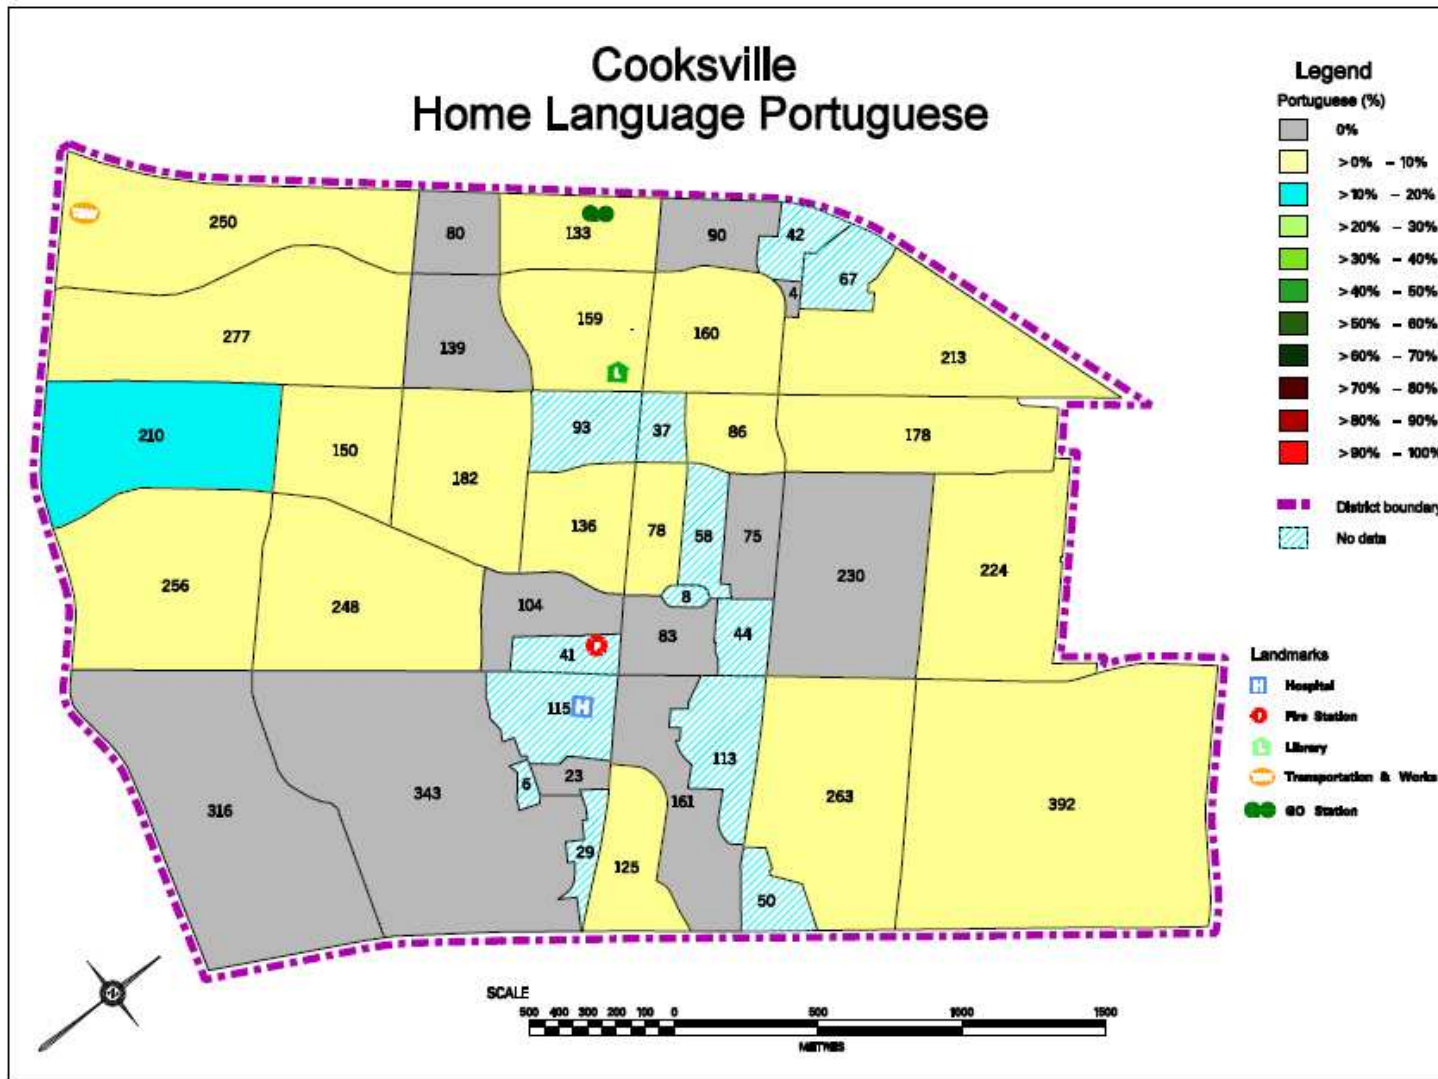 Cooksville
Home Language Portuguese
Legend
Portuguese (%)
0%
>0% - 10%
>10% - 20%
>20% - 30%
>30% - 40%
>40% - 50%
>50% - 60%
>60% - 70%
>70% - 80%
>80% - 90%
>90% - 100%
District boundary
No data
Landmarks
H Hospital
F Fire Station
L Library
Transportation & Works
GO Station
250
80
133
90
42
67
4
277
139
159
160
213
L
210
150
182
93
37
86
178
136
78
58
75
230
224
256
248
104
8
83
44
41
F
115
H
113
316
343
6
23
161
263
392
29
125
50
SCALE
500 400 300 200 100 0 500 1000 1500
METRES